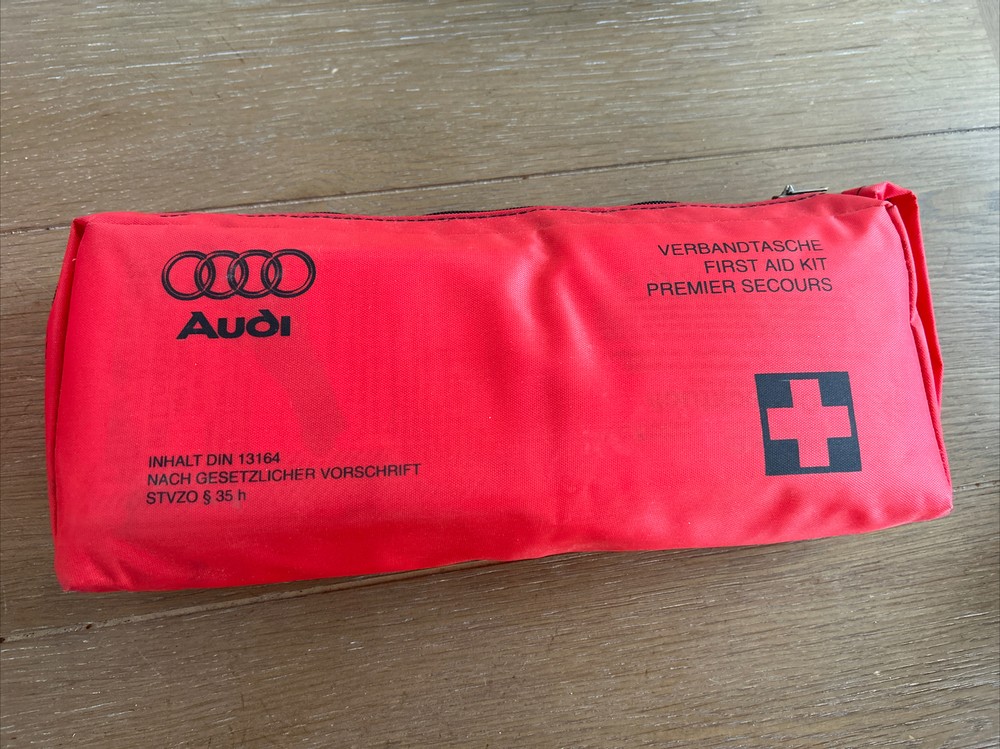 Audi
VERBANDTASCHE
FIRST AID KIT
PREMIER SECOURS
INHALT DIN 13164
NACH GESETZLICHER VORSCHRIFT
STVZO § 35 h